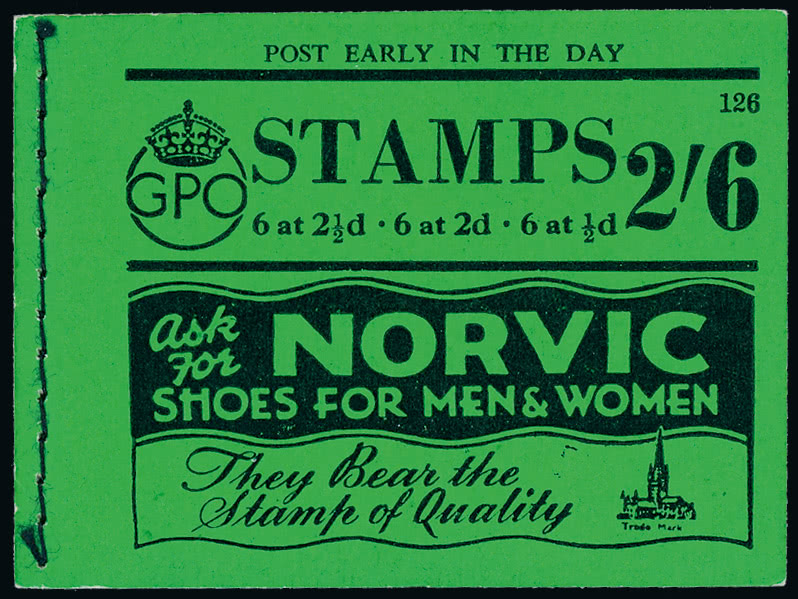 POST EARLY IN THE DAY
126
GPO
STAMPS 2/6
6 at 2½d · 6 at 2d · 6 at ½d
Ask for NORVIC
SHOES FOR MEN & WOMEN
They Bear the
Stamp of Quality
Trade Mark